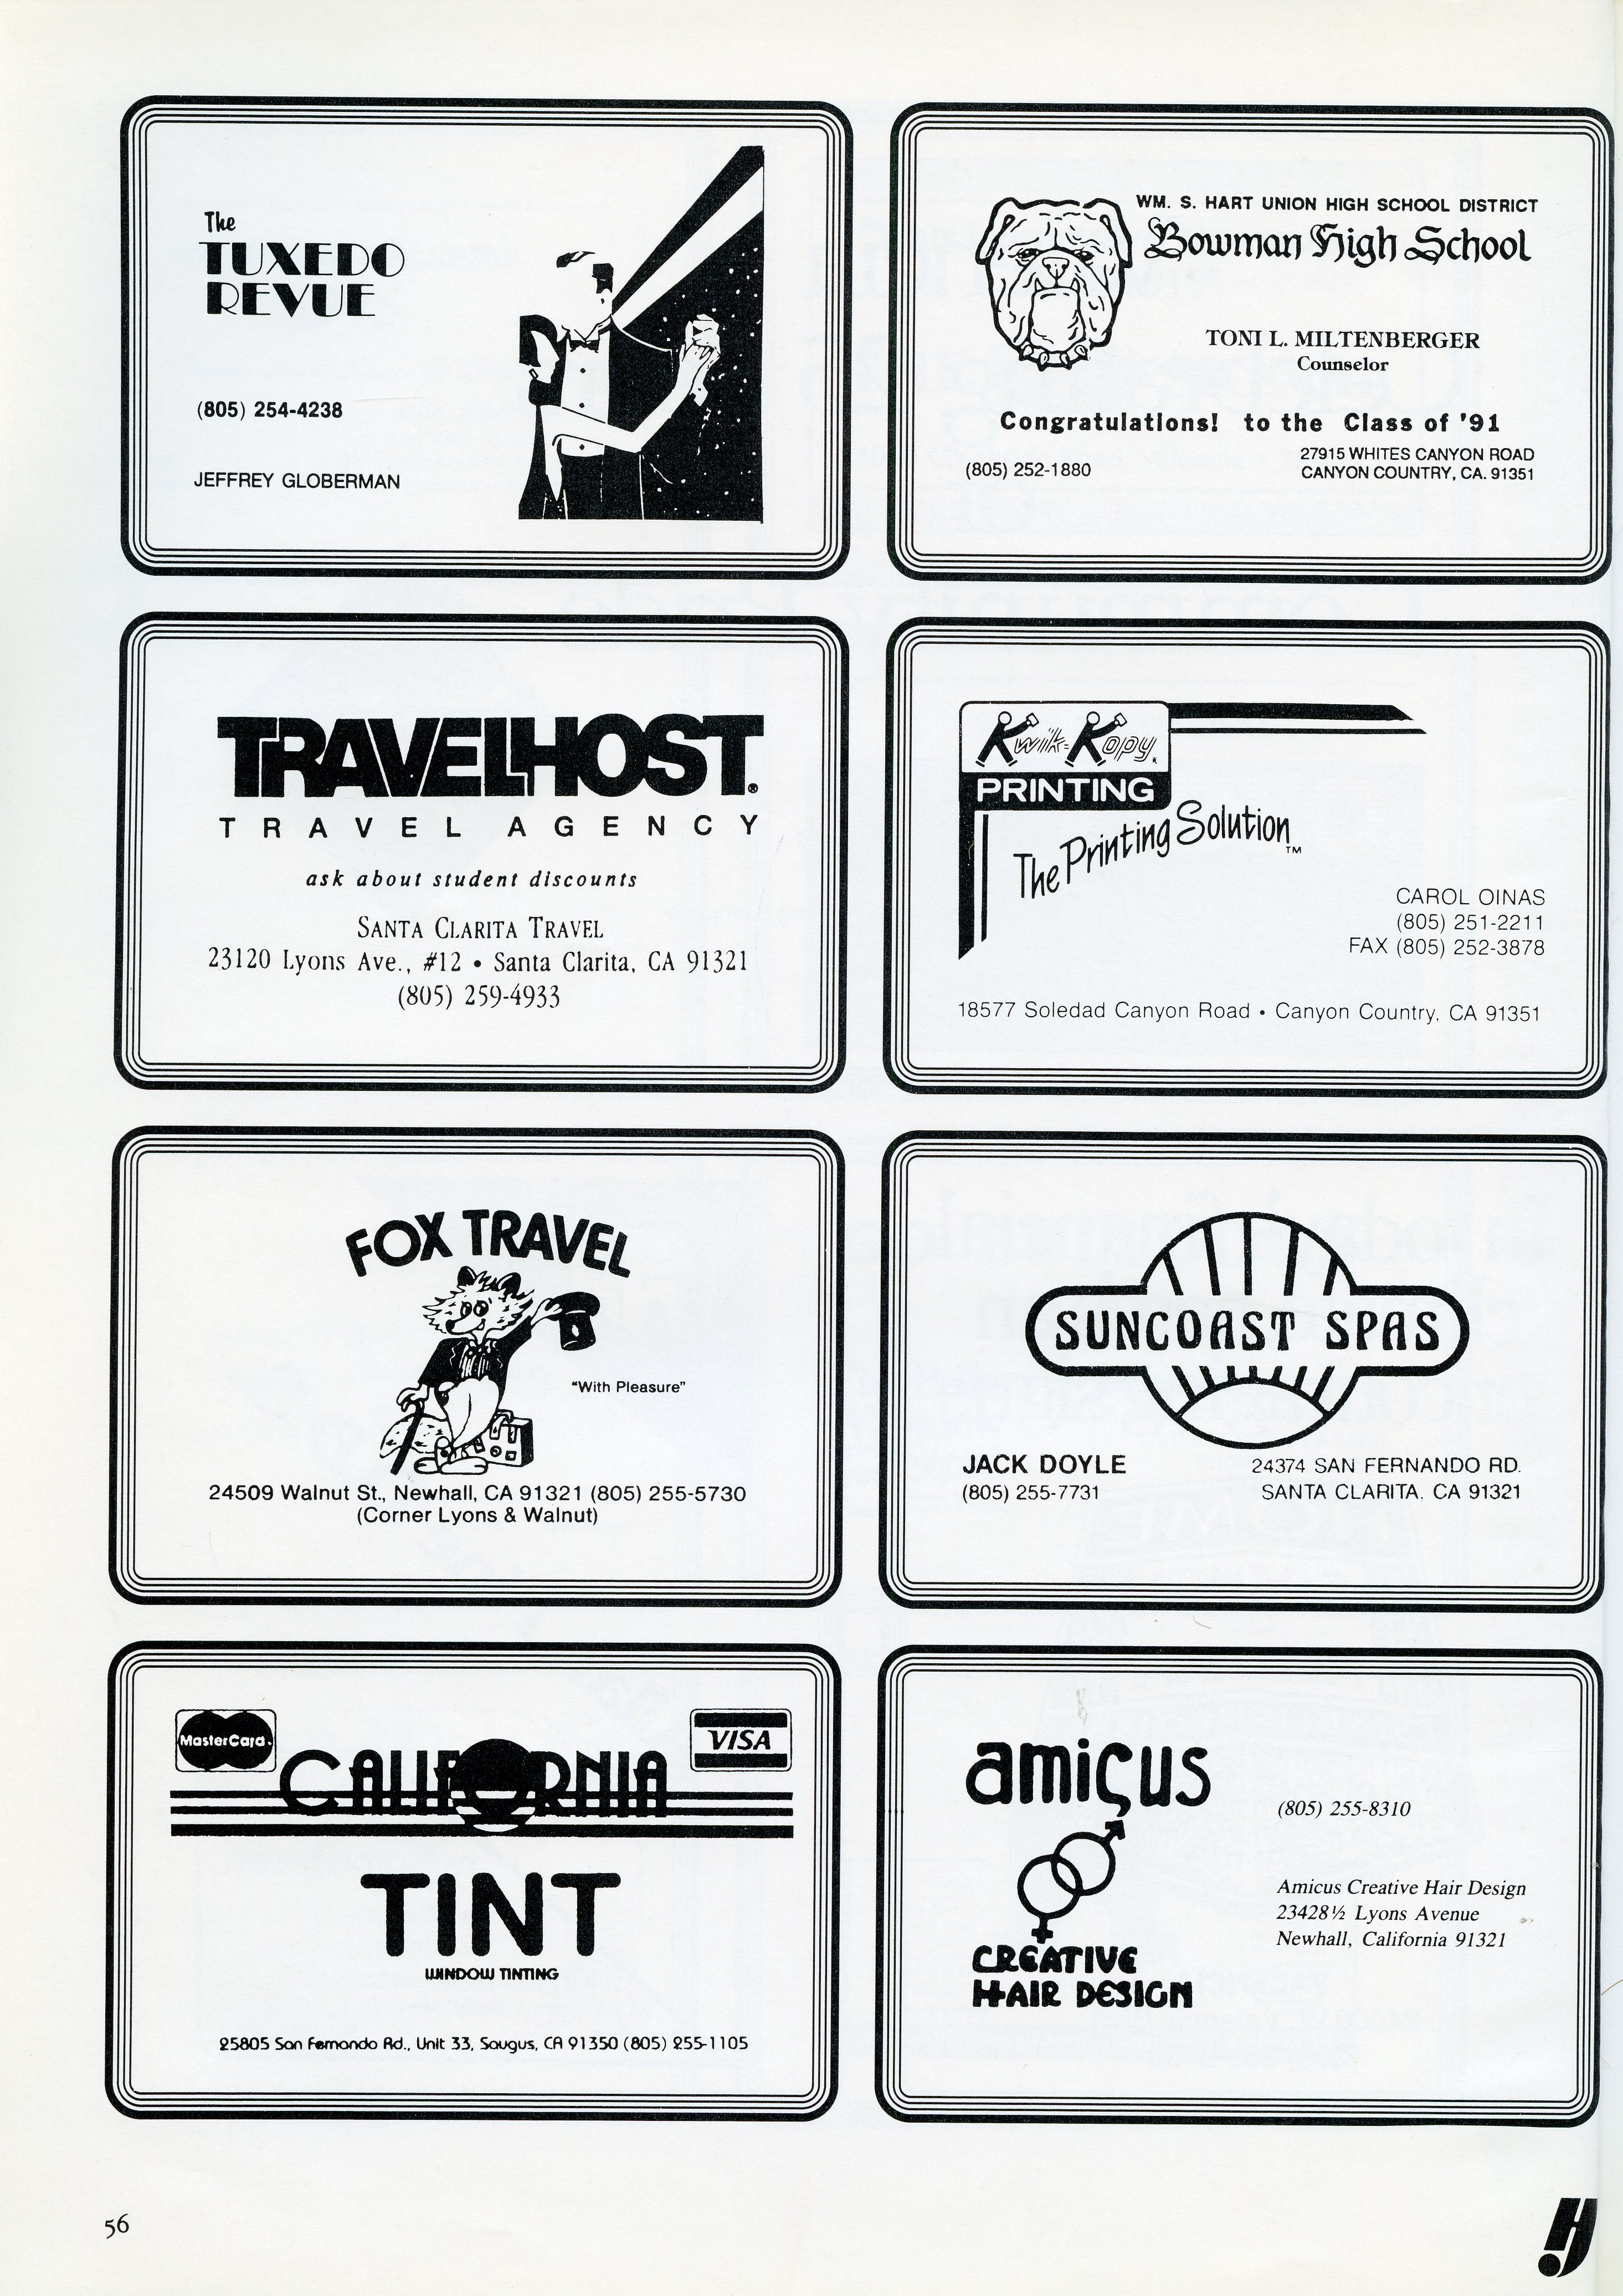 The
TUXEDO
REVUE
(805) 254-4238
JEFFREY GLOBERMAN
WM. S. HART UNION HIGH SCHOOL DISTRICT
Bowman High School
TONI L. MILTENBERGER
Counselor
Congratulations! to the Class of '91
(805) 252-1880
27915 WHITES CANYON ROAD
CANYON COUNTRY, CA. 91351
TRAVELHOST®
TRAVEL AGENCY
ask about student discounts
SANTA CLARITA TRAVEL
23120 Lyons Ave., #12 • Santa Clarita, CA 91321
(805) 259-4933
Kwik-Kopy
PRINTING
The Printing Solution™
CAROL OINAS
(805) 251-2211
FAX (805) 252-3878
18577 Soledad Canyon Road • Canyon Country, CA 91351
FOX TRAVEL
"With Pleasure"
24509 Walnut St., Newhall, CA 91321 (805) 255-5730
(Corner Lyons & Walnut)
SUNCOAST SPAS
JACK DOYLE
(805) 255-7731
24374 SAN FERNANDO RD.
SANTA CLARITA, CA 91321
MasterCard
VISA
CALIFORNIA
TINT
WINDOW TINTING
25805 San Fernando Rd., Unit 33, Saugus, CA 91350 (805) 255-1105
amicus
CREATIVE
HAIR DESIGN
(805) 255-8310
Amicus Creative Hair Design
23428½ Lyons Avenue
Newhall, California 91321
56